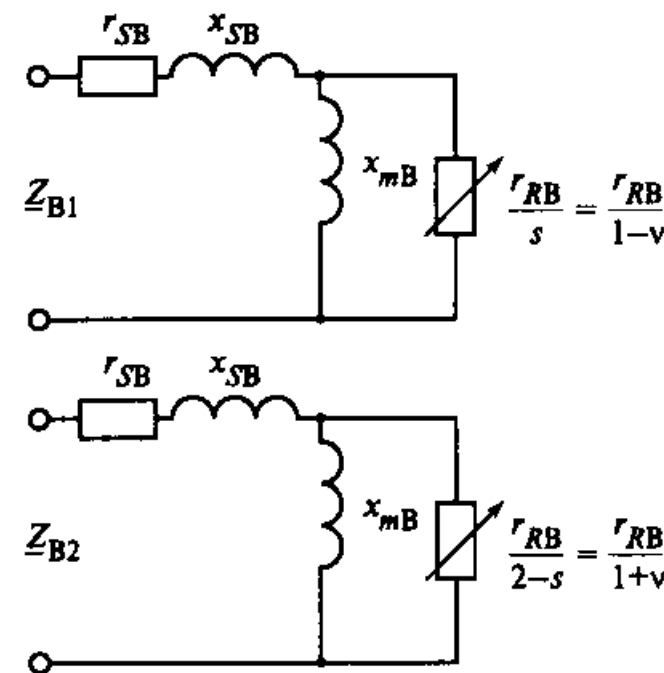 r_SB x_SB
Z_B1
x_mB
r_RB/s = r_RB/1−ν
r_SB x_SB
Z_B2
x_mB
r_RB/2−s = r_RB/1+ν